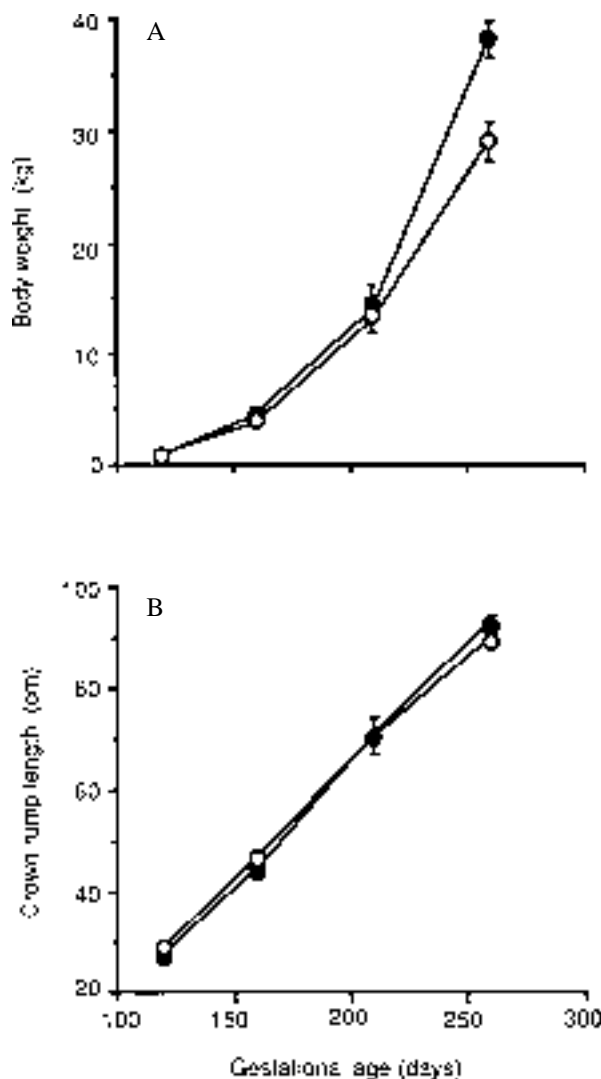 A
40
30
20
10
0
Body weight (kg)
B
100
80
60
40
20
Crown rump length (cm)
100 150 200 250 300
Gestational age (days)